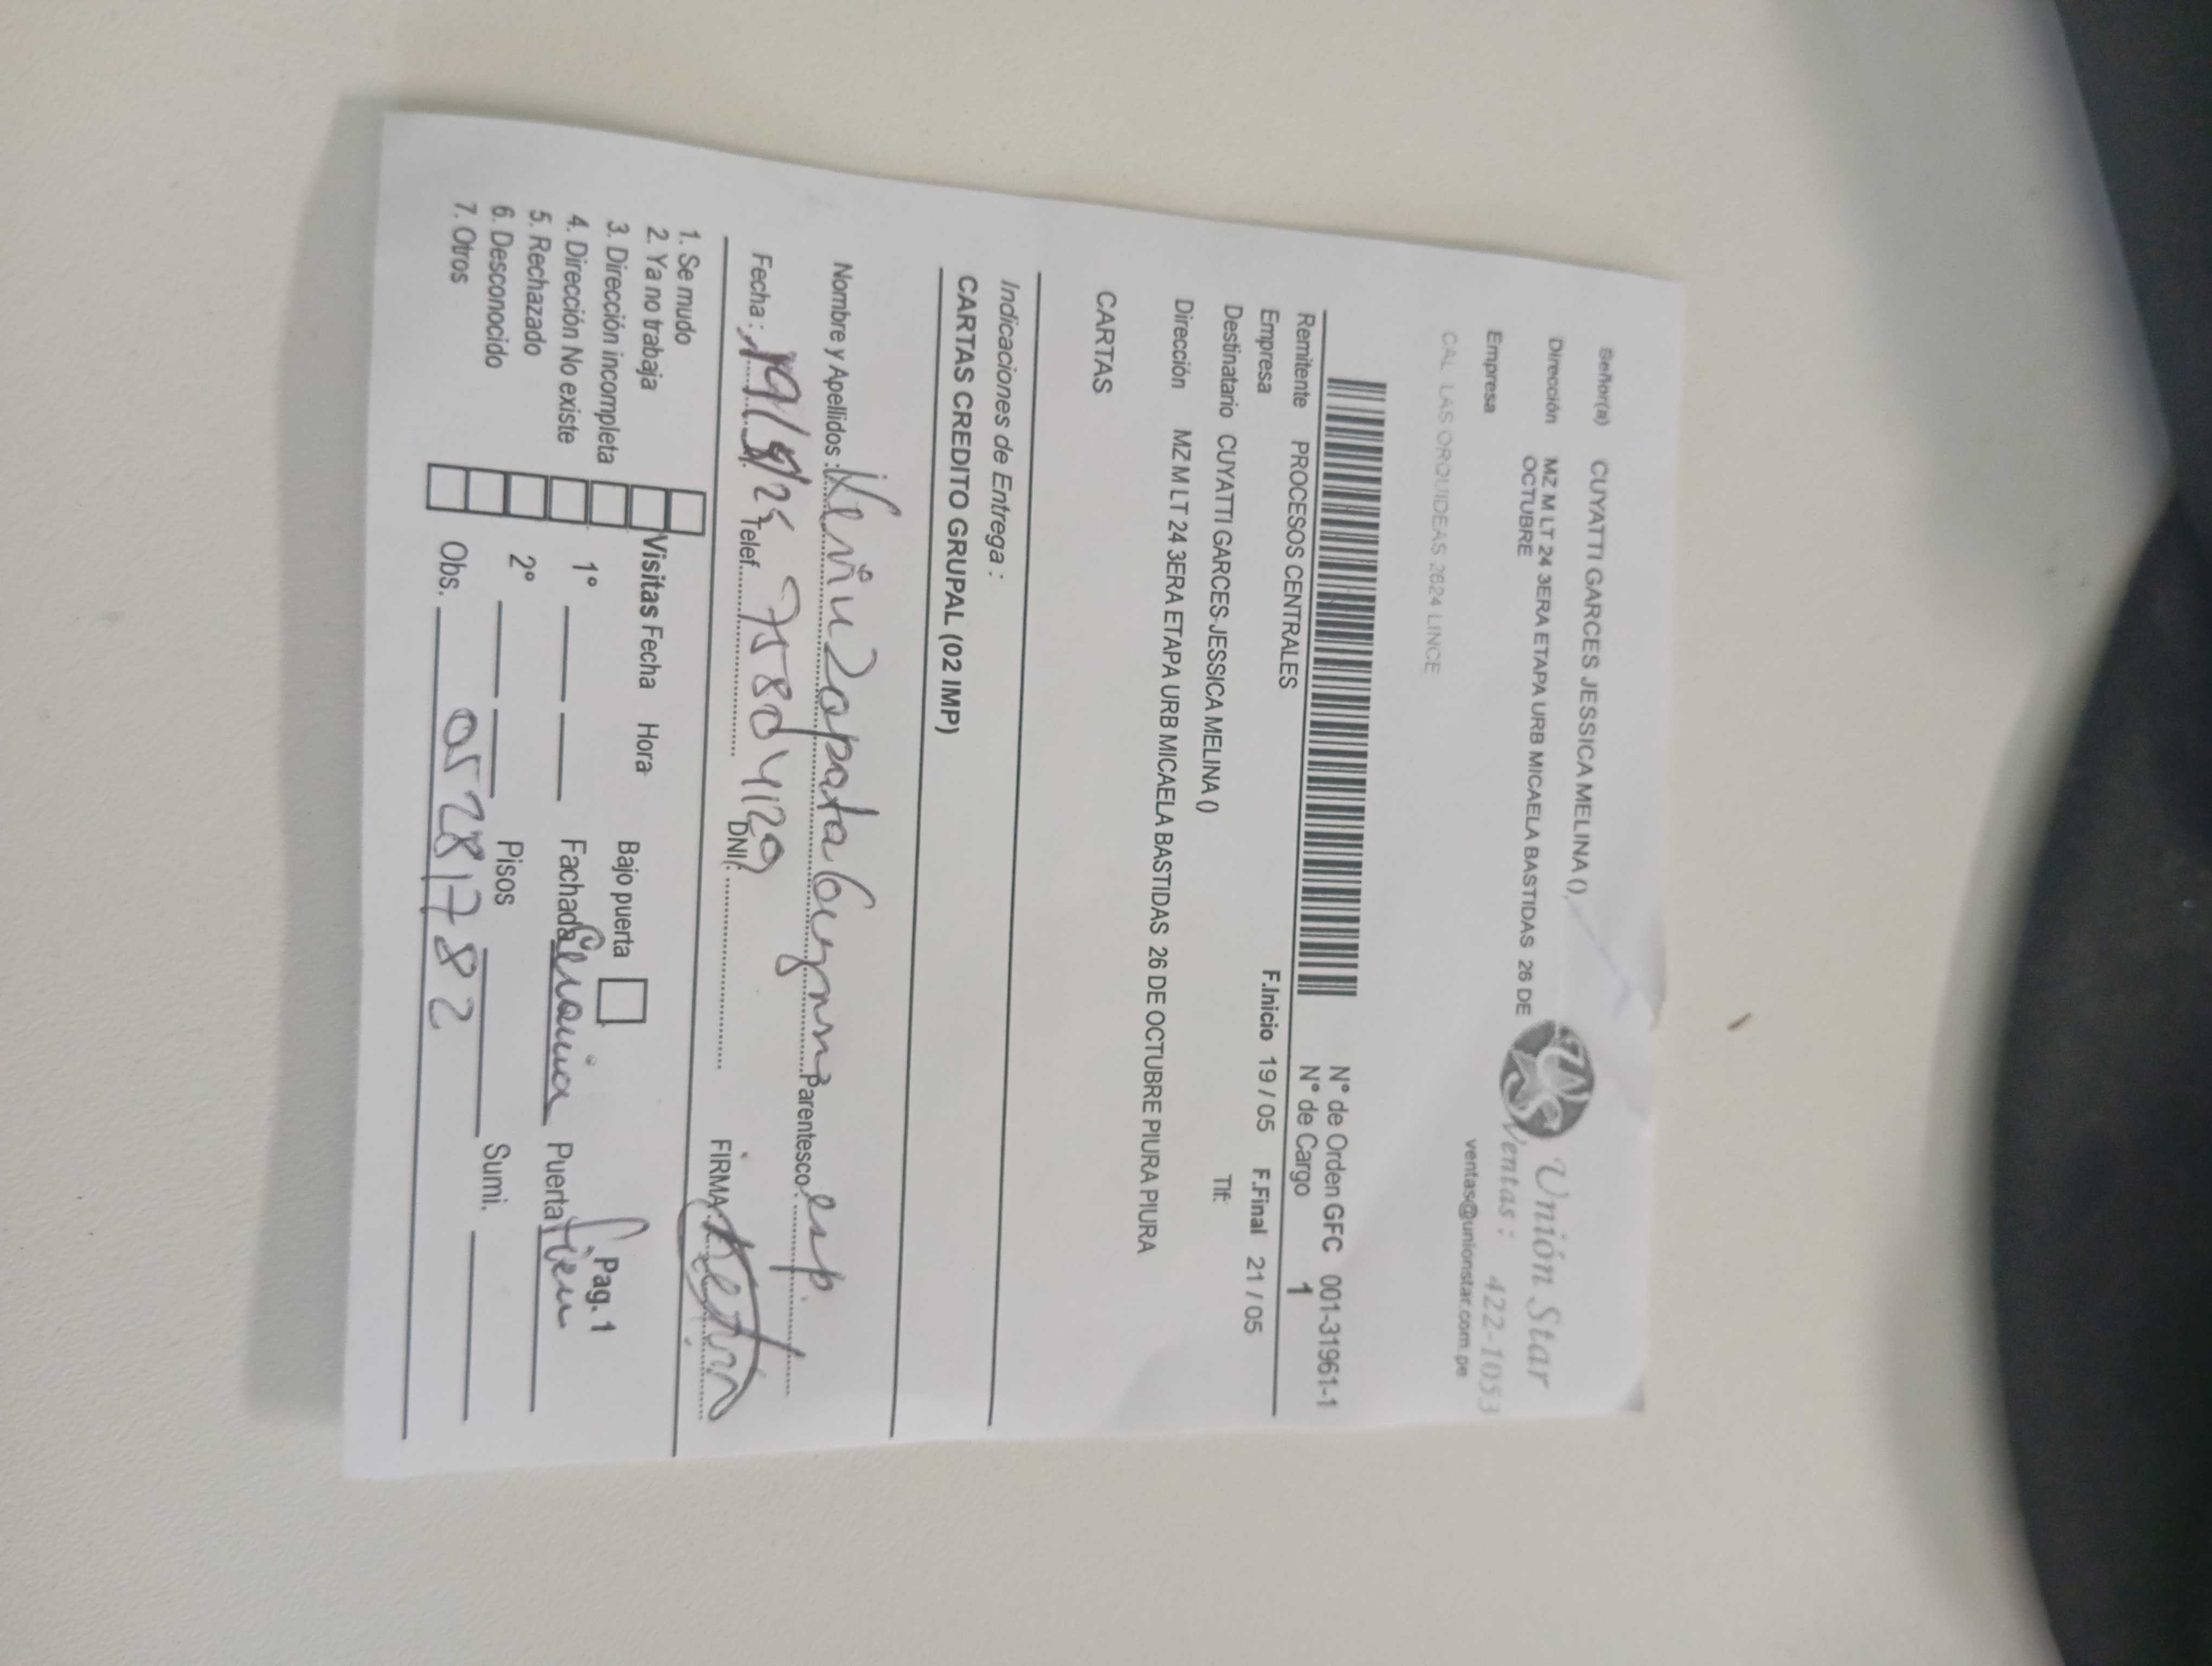 Señor(a) CUYATTI GARCES JESSICA MELINA (),
Dirección MZ M LT 24 3ERA ETAPA URB MICAELA BASTIDAS 26 DE
OCTUBRE
Empresa
CAL LAS ORQUIDEAS 2624 LINCE
Unión Star
Ventas : 422-1053
ventas@unionstar.com.pe
N° de Orden GFC 001-31961-1
N° de Cargo 1
Remitente PROCESOS CENTRALES
Empresa F.Inicio 19 / 05 F.Final 21 / 05
Destinatario CUYATTI GARCES JESSICA MELINA () Tlf:
Dirección MZ M LT 24 3ERA ETAPA URB MICAELA BASTIDAS 26 DE OCTUBRE PIURA PIURA
CARTAS
Indicaciones de Entrega :
CARTAS CREDITO GRUPAL (02 IMP)
Nombre y Apellidos : Kevin Zapata Parentesco : esp.
Fecha : Telef. DNI: FIRMA:
1. Se mudo
2. Ya no trabaja
3. Dirección incompleta
4. Dirección No existe
5. Rechazado
6. Desconocido
7. Otros
Visitas Fecha Hora
1°
2°
Obs. 05281782
Bajo puerta
Fachada
Puerta
Pisos
Sumi.
Pag. 1